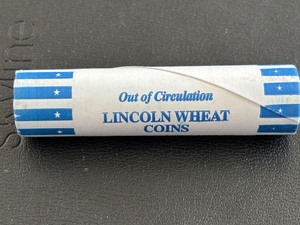 Out of Circulation
LINCOLN WHEAT
COINS